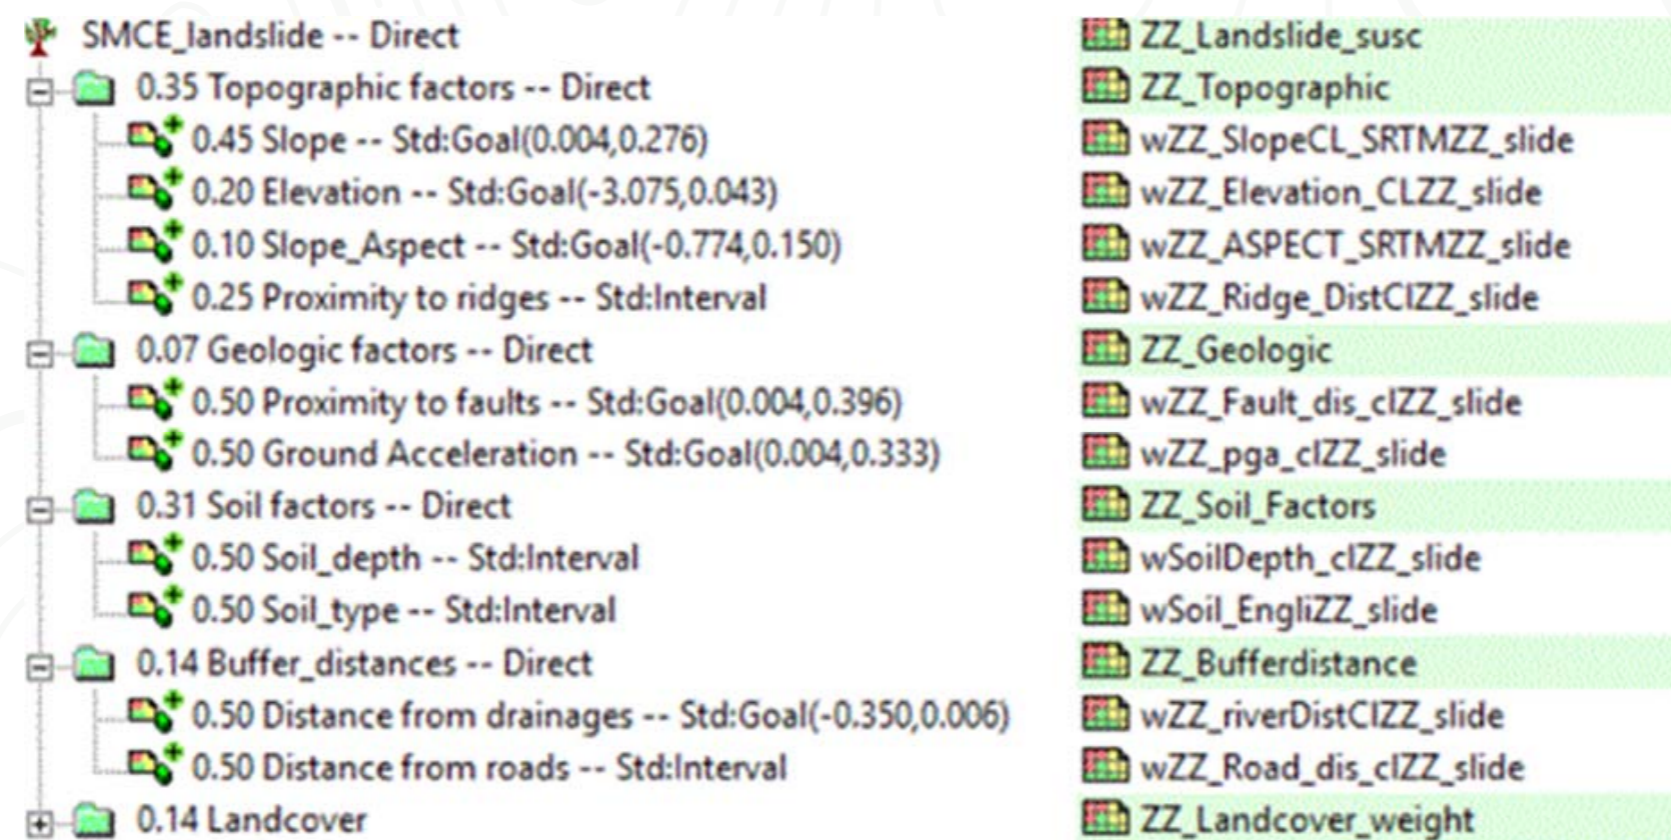 SMCE_landslide -- Direct ZZ_Landslide_susc
0.35 Topographic factors -- Direct ZZ_Topographic
0.45 Slope -- Std:Goal(0.004,0.276) wZZ_SlopeCL_SRTMZZ_slide
0.20 Elevation -- Std:Goal(-3.075,0.043) wZZ_Elevation_CLZZ_slide
0.10 Slope_Aspect -- Std:Goal(-0.774,0.150) wZZ_ASPECT_SRTMZZ_slide
0.25 Proximity to ridges -- Std:Interval wZZ_Ridge_DistClZZ_slide
0.07 Geologic factors -- Direct ZZ_Geologic
0.50 Proximity to faults -- Std:Goal(0.004,0.396) wZZ_Fault_dis_clZZ_slide
0.50 Ground Acceleration -- Std:Goal(0.004,0.333) wZZ_pga_clZZ_slide
0.31 Soil factors -- Direct ZZ_Soil_Factors
0.50 Soil_depth -- Std:Interval wSoilDepth_clZZ_slide
0.50 Soil_type -- Std:Interval wSoil_EngliZZ_slide
0.14 Buffer_distances -- Direct ZZ_Bufferdistance
0.50 Distance from drainages -- Std:Goal(-0.350,0.006) wZZ_riverDistClZZ_slide
0.50 Distance from roads -- Std:Interval wZZ_Road_dis_clZZ_slide
0.14 Landcover ZZ_Landcover_weight